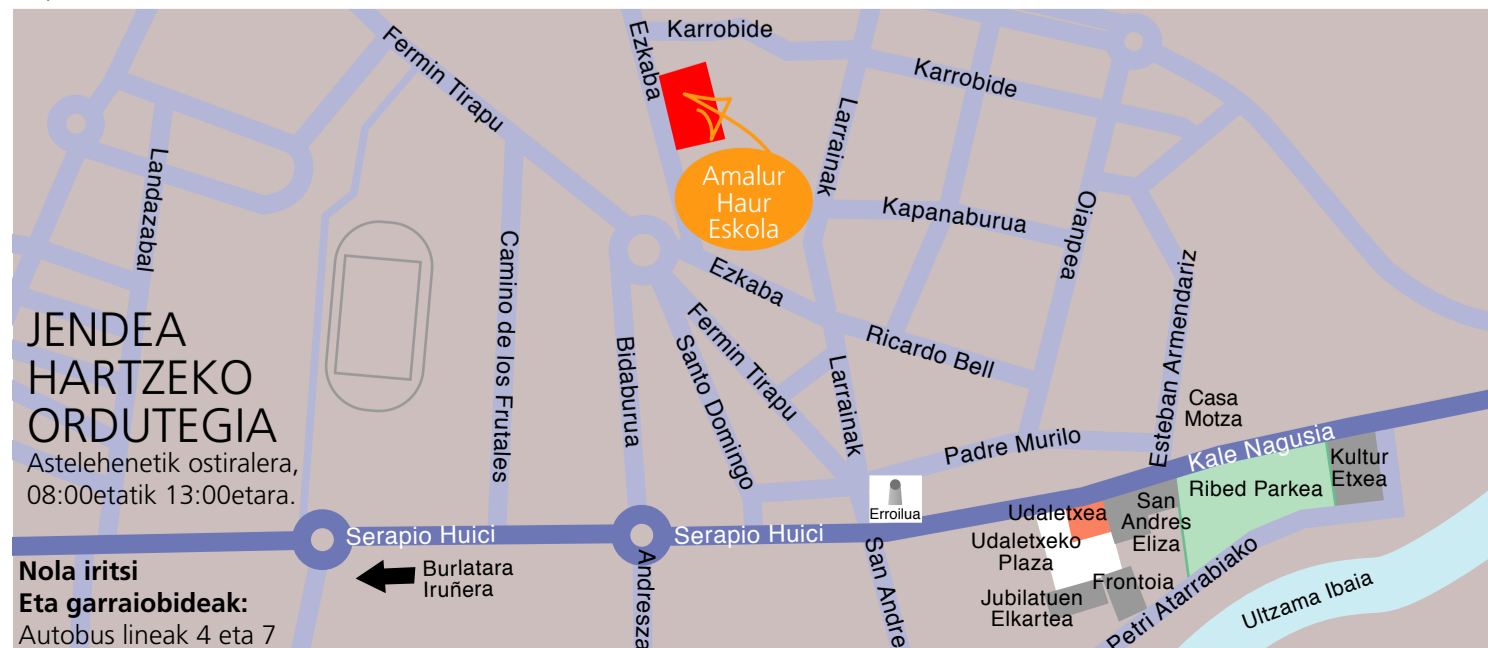 Karrobide
Ezkaba
Fermin Tirapu
Karrobide
Larrainak
Landazabal
Amalur
Haur
Eskola
Kapanaburua
Oianpea
Camino de los Frutales
Ezkaba
Esteban Armendariz
JENDEA
HARTZEKO
ORDUTEGIA
Astelehenetik ostiralera,
08:00etatik 13:00etara.
Bidaburua
Santo Domingo
Fermin Tirapu
Ricardo Bell
Larrainak
Casa
Motza
Padre Murilo
Kale Nagusia
Kultur
Etxea
Ribed Parkea
Erroilua
Udaletxea
San
Andres
Eliza
Serapio Huici
Serapio Huici
Udaletxeko
Plaza
Burlatara
Iruñera
Andresza
San Andre
Frontoia
Jubilatuen
Elkartea
Petri Atarrabiako
Ultzama Ibaia
Nola iritsi
Eta garraiobideak:
Autobus lineak 4 eta 7